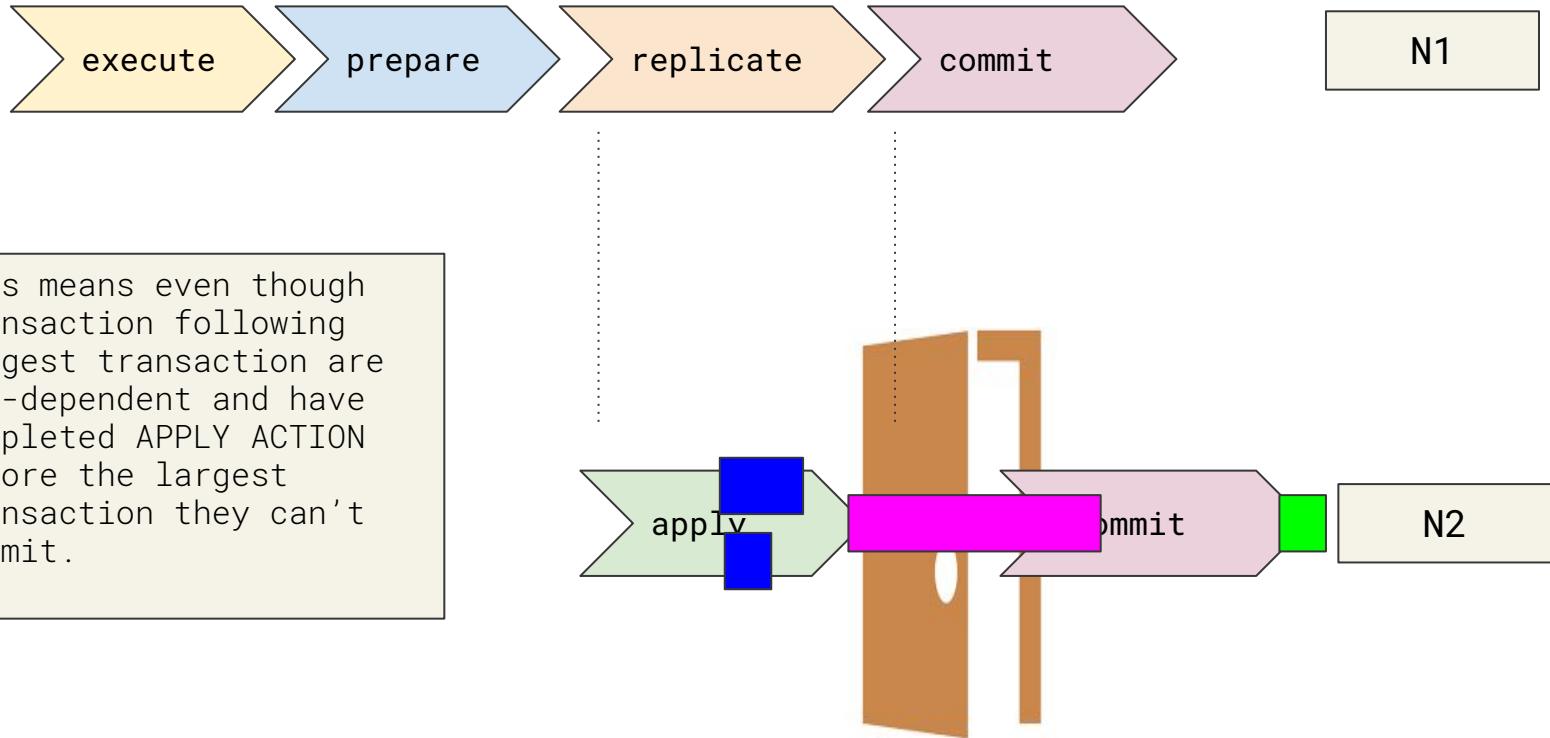 execute
prepare
replicate
commit
N1
s means even though
nsaction following
gest transaction are
-dependent and have
pleted APPLY ACTION
ore the largest
nsaction they can’t
mit.
apply
ommit
N2